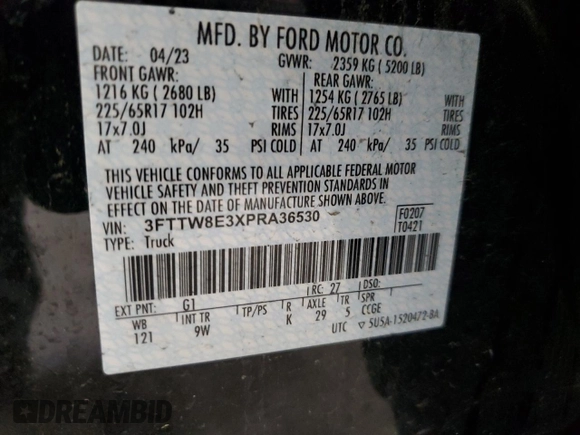 MFD. BY FORD MOTOR CO.
DATE: 04/23 GVWR: 2359 KG ( 5200 LB)
FRONT GAWR: REAR GAWR:
1216 KG ( 2680 LB) 1254 KG ( 2765 LB) WITH
225/65R17 102H WITH 225/65R17 102H TIRES
17x7.0J TIRES 17x7.0J RIMS
RIMS
AT 240 kPa/ 35 PSI COLD AT 240 kPa/ 35 PSI COLD
THIS VEHICLE CONFORMS TO ALL APPLICABLE FEDERAL MOTOR
VEHICLE SAFETY AND THEFT PREVENTION STANDARDS IN
EFFECT ON THE DATE OF MANUFACTURE SHOWN ABOVE.
VIN: 3FTTW8E3XPRA36530 F0207
TYPE: Truck T0421
EXT PNT: G1 RC: 27 DSO:
WB INT TR TP/PS R AXLE TR SPR
121 9W K 29 5 CCGE
UTC
DREAMBID